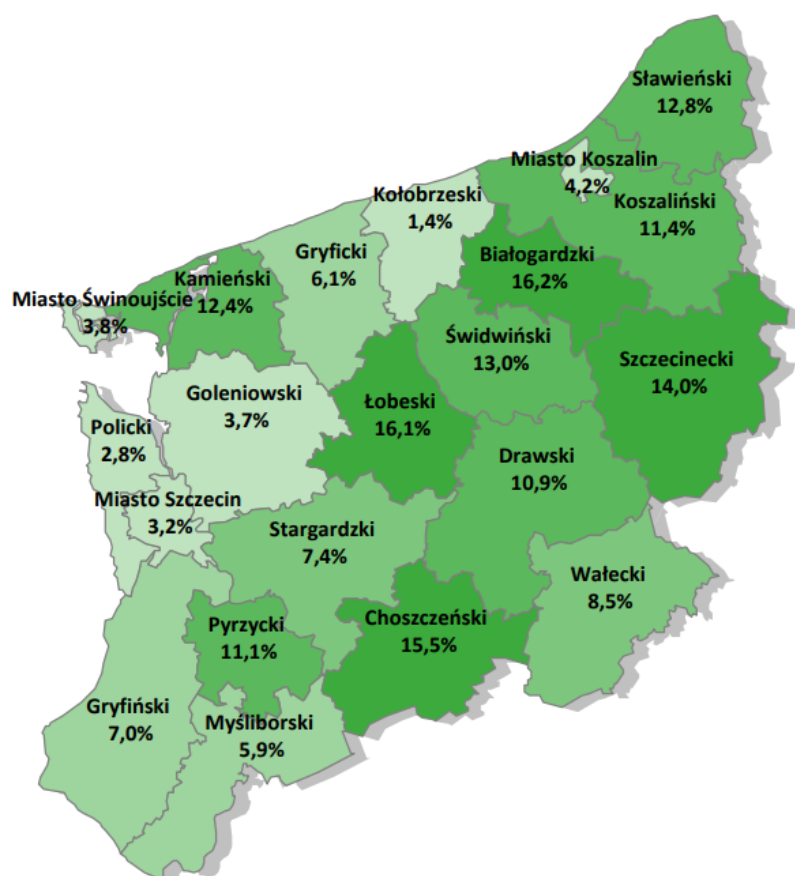 Sławieński
12,8%
Miasto Koszalin
4,2%
Kołobrzeski
1,4%
Koszaliński
11,4%
Gryficki
6,1%
Białogardzki
16,2%
Kamieński
12,4%
Miasto Świnoujście
3,8%
Świdwiński
13,0%
Szczecinecki
14,0%
Goleniowski
3,7%
Łobeski
16,1%
Policki
2,8%
Drawski
10,9%
Miasto Szczecin
3,2%
Stargardzki
7,4%
Wałecki
8,5%
Choszczeński
15,5%
Pyrzycki
11,1%
Gryfiński
7,0%
Myśliborski
5,9%